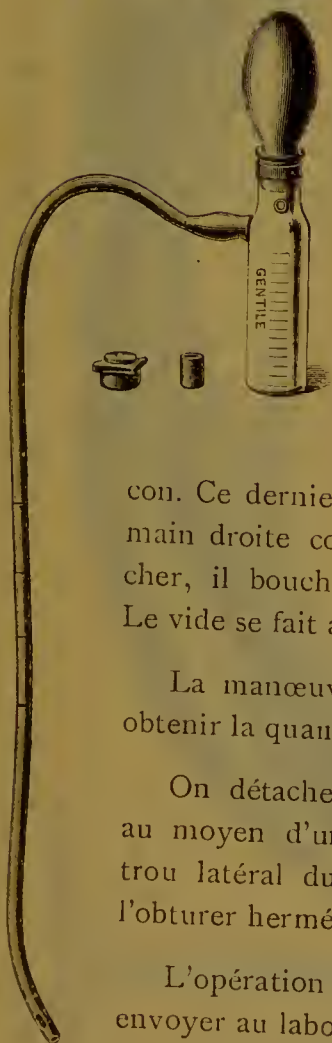 GENTILE
con. Ce dernie
main droite co
cher, il bouch
Le vide se fait a
La manœuv
obtenir la quan
On détache
au moyen d'un
trou latéral du
l'obturer hermé
L'opération
envoyer au labo